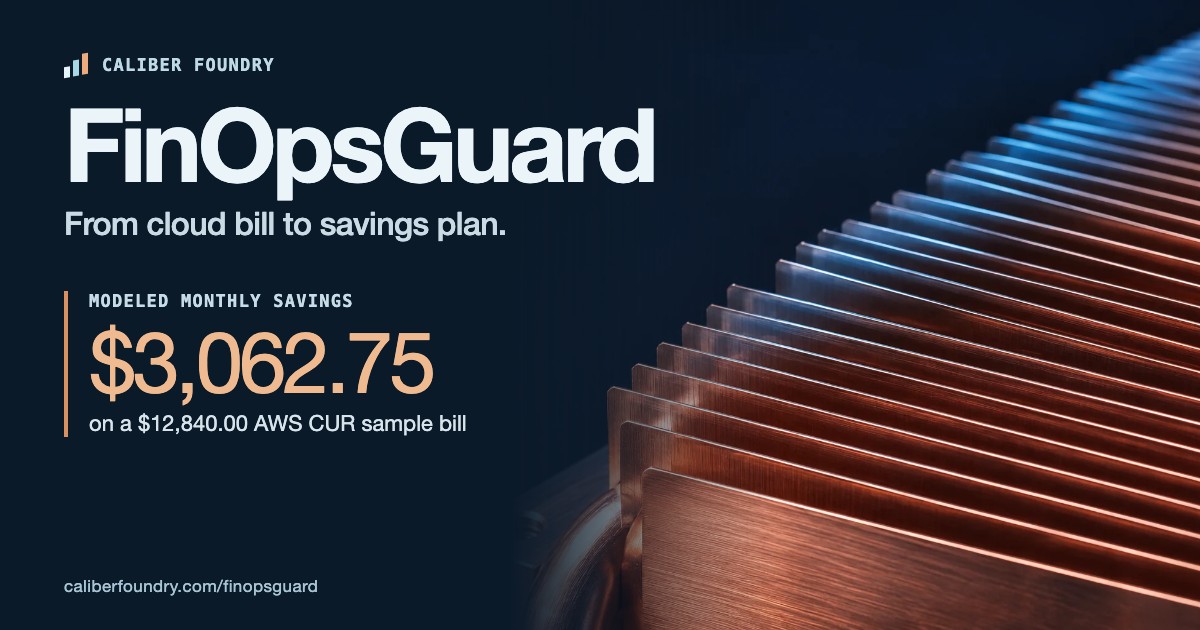 CALIBER FOUNDRY
FinOpsGuard
From cloud bill to savings plan.
MODELED MONTHLY SAVINGS
$3,062.75
on a $12,840.00 AWS CUR sample bill
caliberfoundry.com/finopsguard